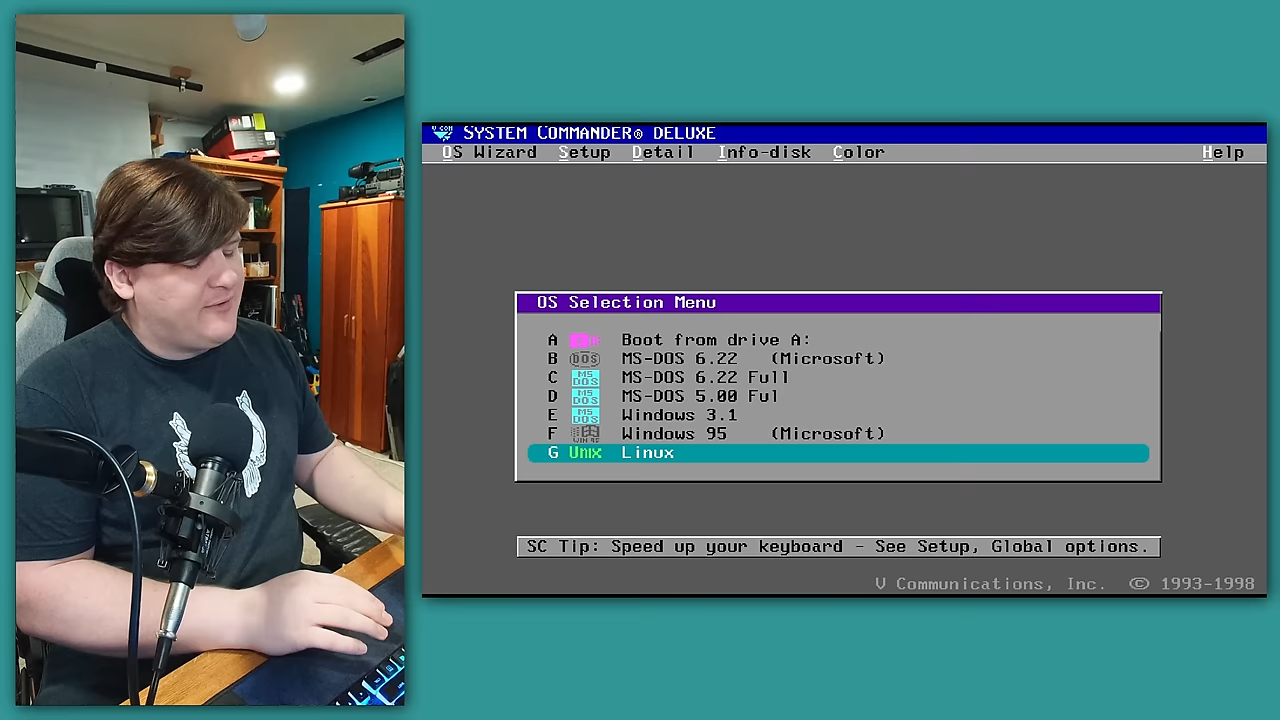 V COM SYSTEM COMMANDER® DELUXE
OS Wizard Setup Detail Info-disk Color Help
OS Selection Menu
A Boot from drive A:
B DOS MS-DOS 6.22 (Microsoft)
C MS DOS MS-DOS 6.22 Full
D MS DOS MS-DOS 5.00 Ful
E MS DOS Windows 3.1
F WIN 95 Windows 95 (Microsoft)
G Unix Linux
SC Tip: Speed up your keyboard - See Setup, Global options.
V Communications, Inc. © 1993-1998